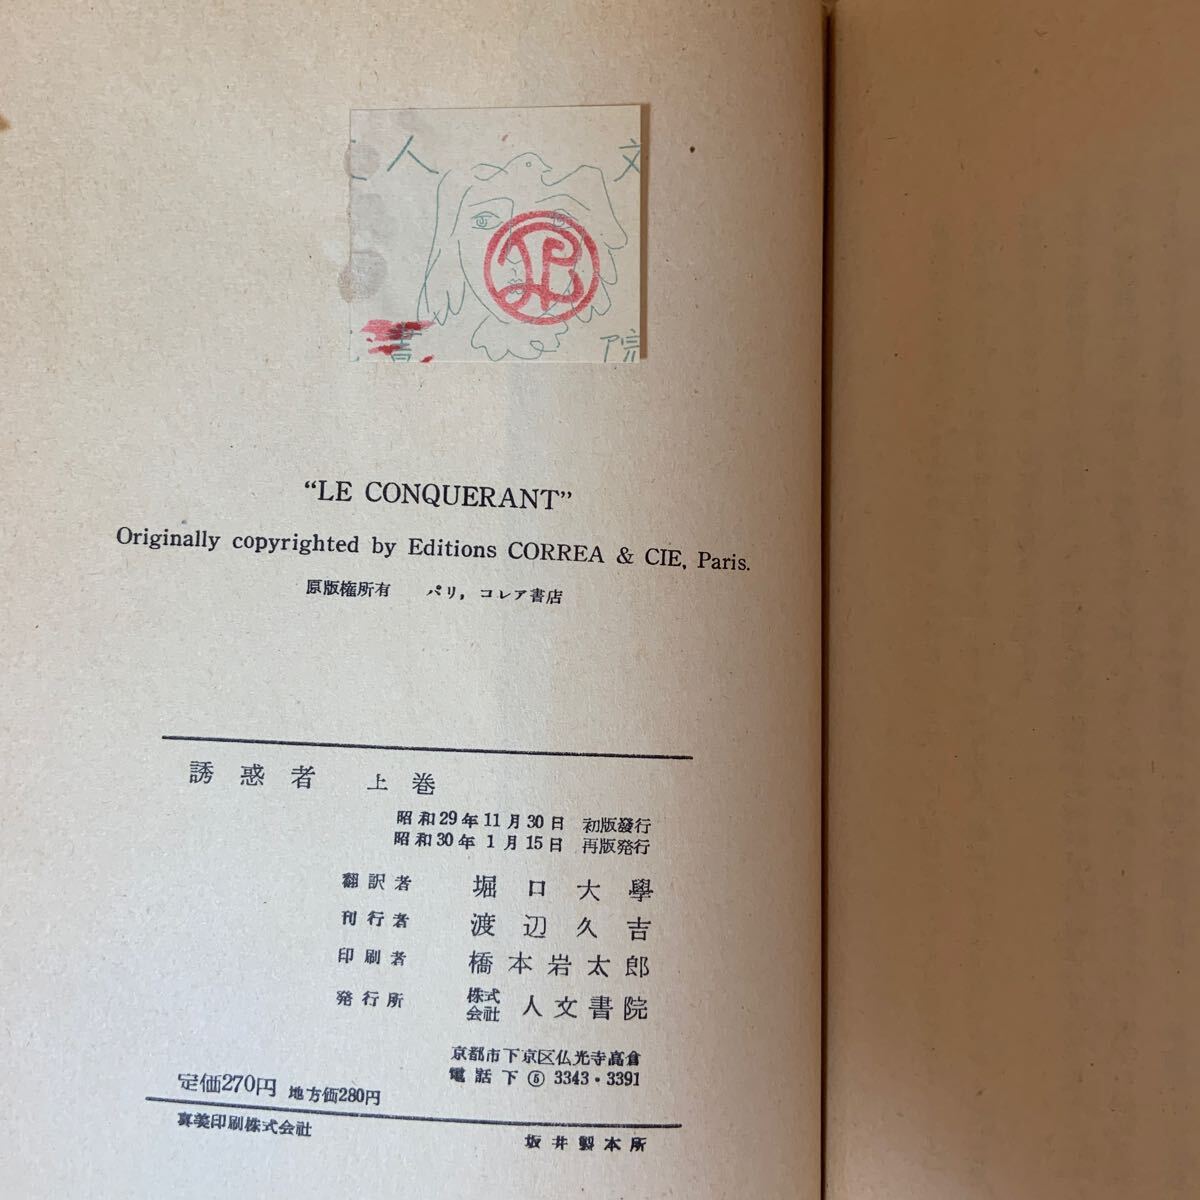 人 文
書 院
“LE CONQUERANT”
Originally copyrighted by Editions CORREA & CIE, Paris.
原版権所有 パリ, コレア書店
誘惑者 上巻
昭和29年11月30日 初版發行
昭和30年1月15日 再版発行
翻訳者 堀口大學
刊行者 渡辺久吉
印刷者 橋本岩太郎
発行所 株式会社 人文書院
京都市下京区仏光寺高倉
電話下⑤3343・3391
定価270円 地方価280円
真美印刷株式会社 坂井製本所